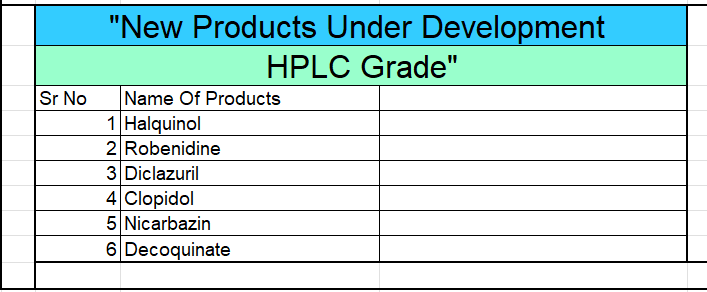 "New Products Under Development
HPLC Grade"
Sr No Name Of Products
1 Halquinol
2 Robenidine
3 Diclazuril
4 Clopidol
5 Nicarbazin
6 Decoquinate